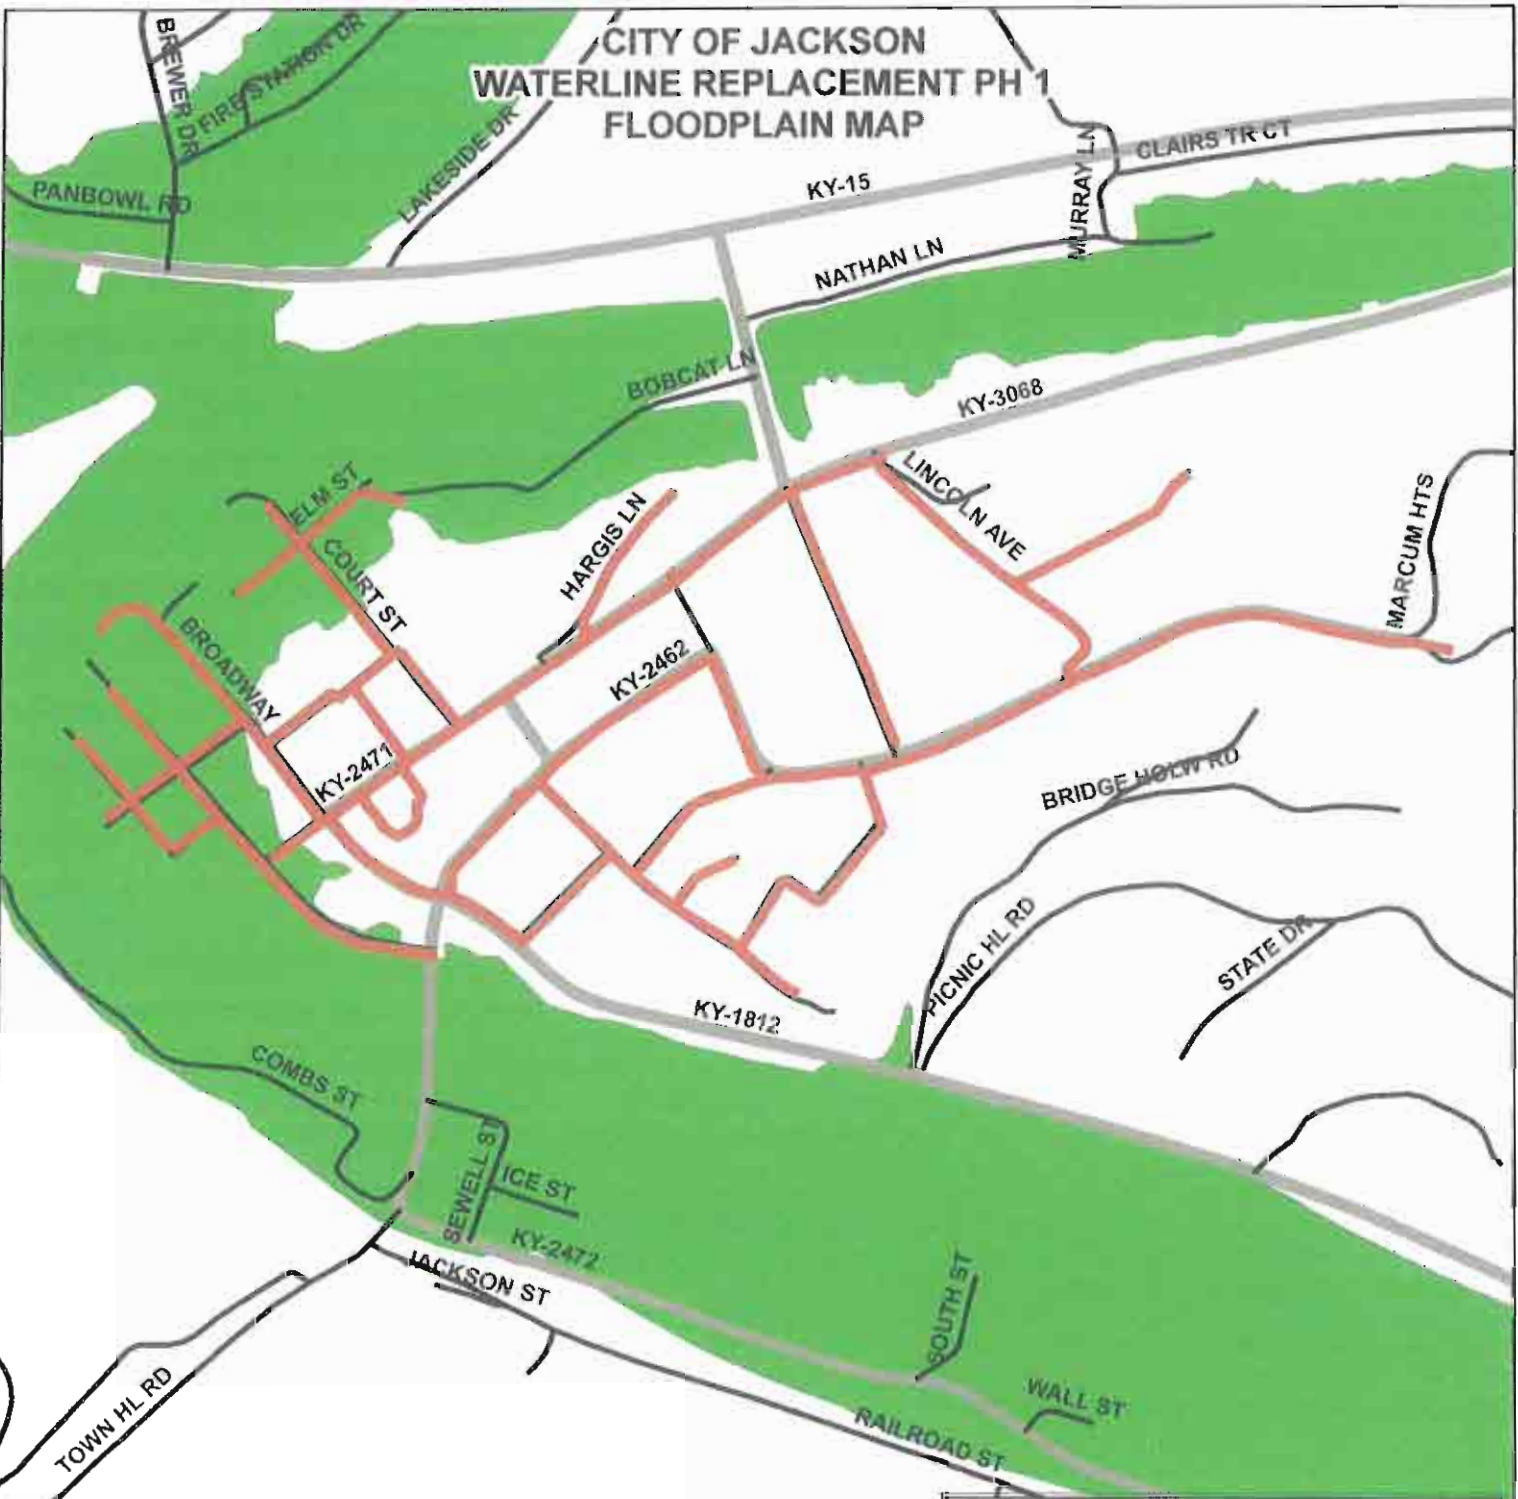 CITY OF JACKSON
WATERLINE REPLACEMENT PH 1
FLOODPLAIN MAP
BREWER DR
FIRE STATION DR
LAKESIDE DR
PANBOWL RD
KY-15
MURRAY LN
CLAIRS TR CT
NATHAN LN
BOBCAT LN
KY-3068
ELM ST
COURT ST
HARGIS LN
LINCOLN AVE
MARCUM HTS
BROADWAY
KY-2462
KY-2471
BRIDGE HOLW RD
PICNIC HL RD
STATE DR
KY-1812
COMBS ST
SEWELL ST
ICE ST
KY-2472
JACKSON ST
SOUTH ST
WALL ST
TOWN HL RD
RAILROAD ST